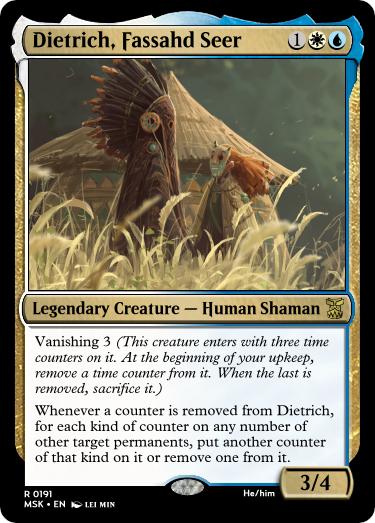 Dietrich, Fassahd Seer 1
Legendary Creature — Human Shaman
Vanishing 3 (This creature enters with three time
counters on it. At the beginning of your upkeep,
remove a time counter from it. When the last is
removed, sacrifice it.)
Whenever a counter is removed from Dietrich,
for each kind of counter on any number of
other target permanents, put another counter
of that kind on it or remove one from it.
3/4
R 0191
MSK • EN LEI MIN
He/him